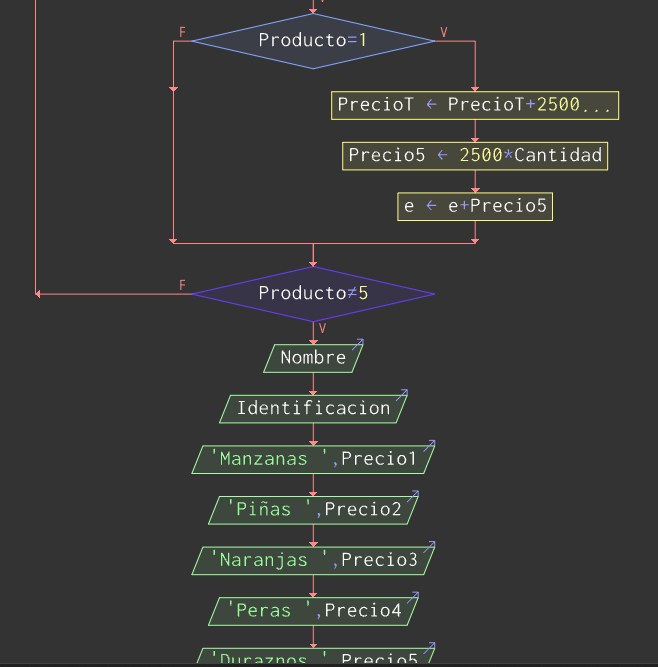 F
Producto=1
V
PrecioT ← PrecioT+2500...
Precio5 ← 2500*Cantidad
e ← e+Precio5
F
Producto≠5
V
Nombre
Identificacion
'Manzanas ',Precio1
'Piñas ',Precio2
'Naranjas ',Precio3
'Peras ',Precio4
'Duraznos ',Precio5